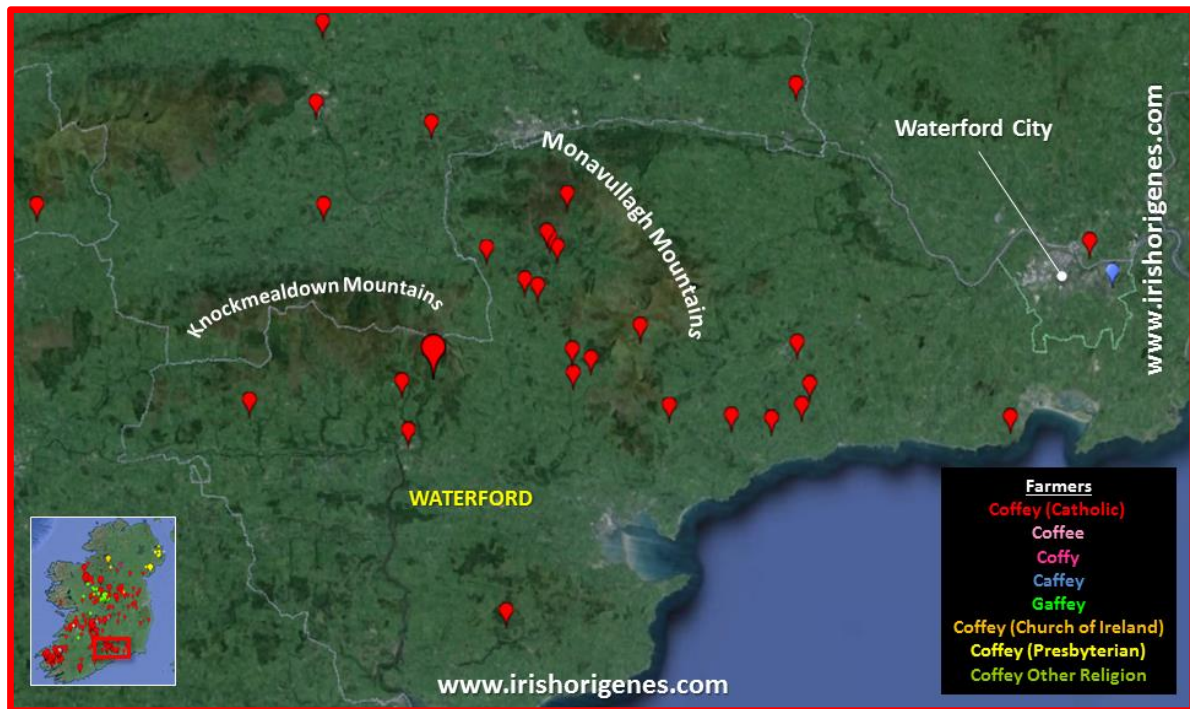 Waterford City
www.irishorigenes.com
Monavullagh Mountains
Knockmealdown Mountains
WATERFORD
www.irishorigenes.com
Farmers
Coffey (Catholic)
Coffee
Coffy
Caffey
Gaffey
Coffey (Church of Ireland)
Coffey (Presbyterian)
Coffey Other Religion